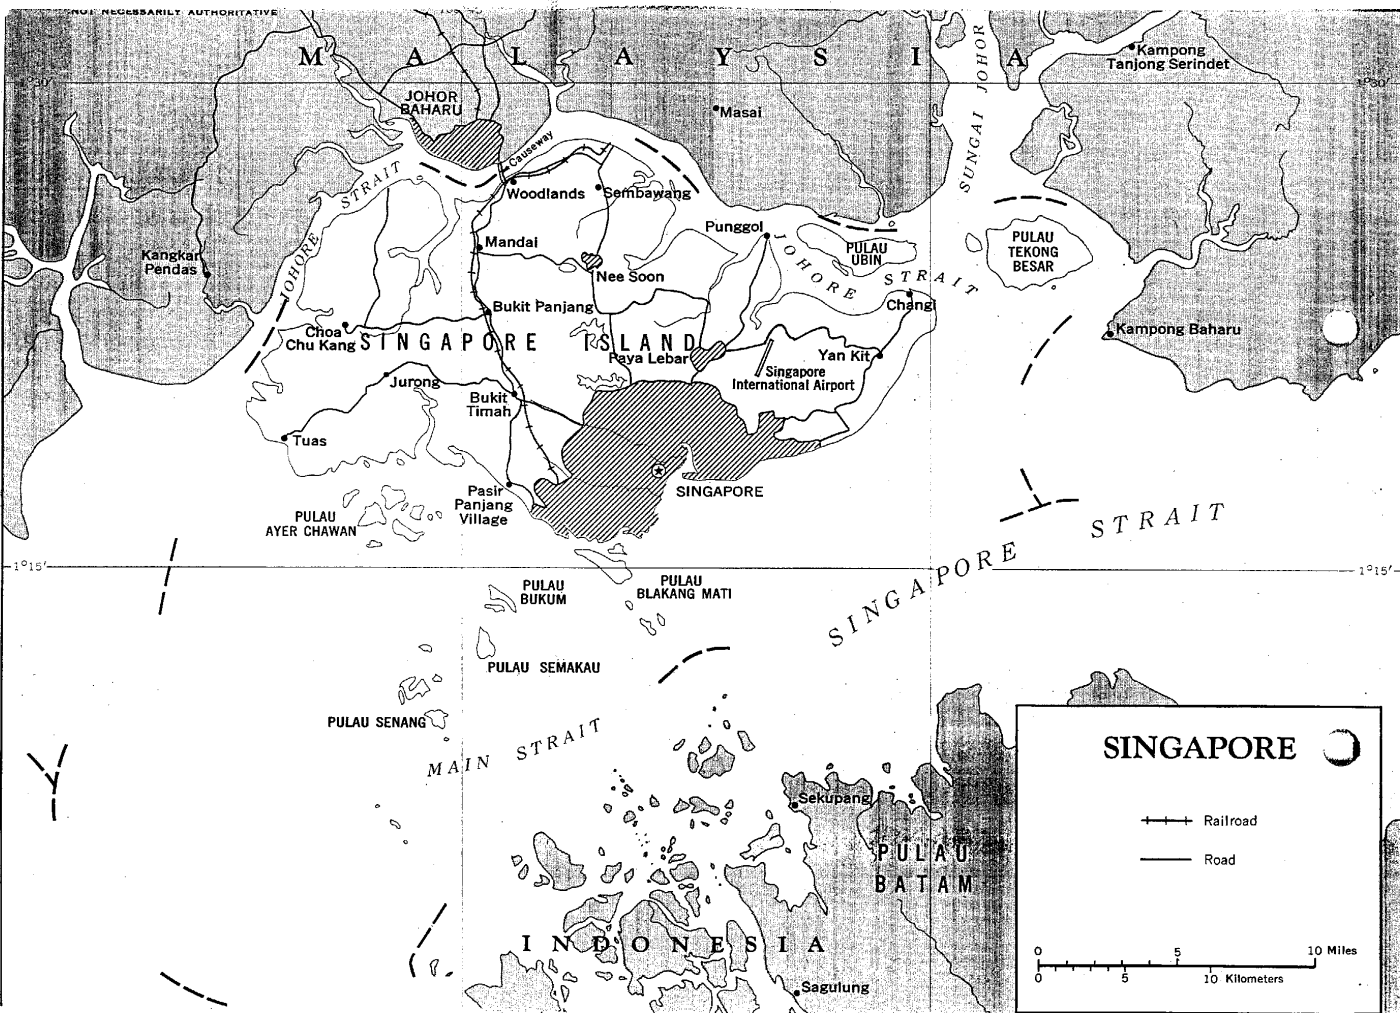 NOT NECESSARILY AUTHORITATIVE
M A L A Y S I A
1°30'
JOHOR
BAHARU
Masai
SUNGAI JOHOR
Kampong
Tanjong Serindet
Causeway
JOHORE STRAIT
Woodlands
Sembawang
Kangkar
Pendas
Mandai
Nee Soon
Punggol
JOHORE STRAIT
PULAU
UBIN
PULAU
TEKONG
BESAR
Changi
Bukit Panjang
Choa
Chu Kang
SINGAPORE ISLAND
Paya Lebar
Yan Kit
Singapore
International Airport
Kampong Baharu
Jurong
Bukit
Timah
Tuas
Pasir
Panjang
Village
SINGAPORE
PULAU
AYER CHAWAN
SINGAPORE STRAIT
1°15'
1°15'
PULAU
BUKUM
PULAU
BLAKANG MATI
PULAU SEMAKAU
PULAU SENANG
MAIN STRAIT
Sekupang
PULAU
BATAM
INDONESIA
Sagulung
SINGAPORE
Railroad
Road
0 5 10 Miles
0 5 10 Kilometers